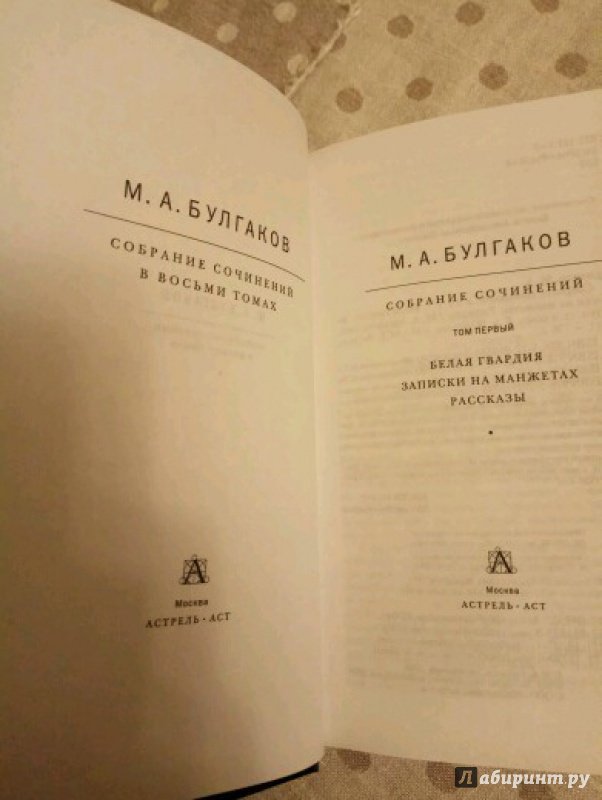 М. А. БУЛГАКОВ
СОБРАНИЕ СОЧИНЕНИЙ
В ВОСЬМИ ТОМАХ
Москва
АСТРЕЛЬ · АСТ
М. А. БУЛГАКОВ
СОБРАНИЕ СОЧИНЕНИЙ
ТОМ ПЕРВЫЙ
БЕЛАЯ ГВАРДИЯ
ЗАПИСКИ НА МАНЖЕТАХ
РАССКАЗЫ
Москва
АСТРЕЛЬ · АСТ
Лабиринт.ру